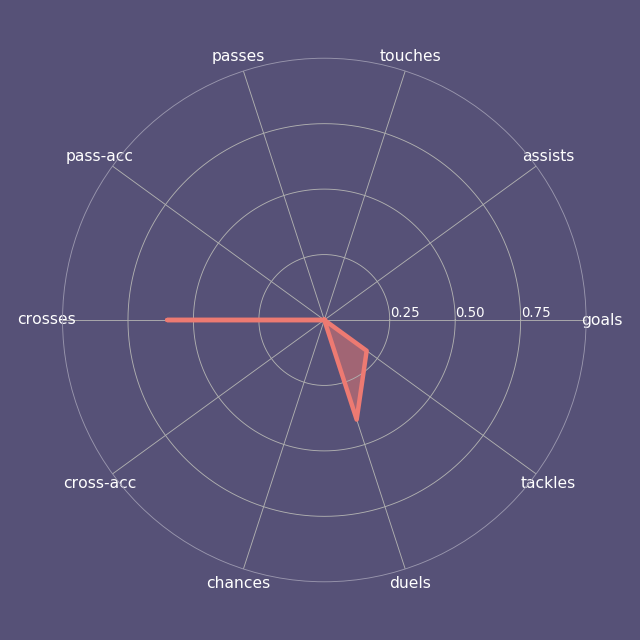 passes
touches
pass-acc
assists
crosses
0.25
0.50
0.75
goals
cross-acc
tackles
chances
duels